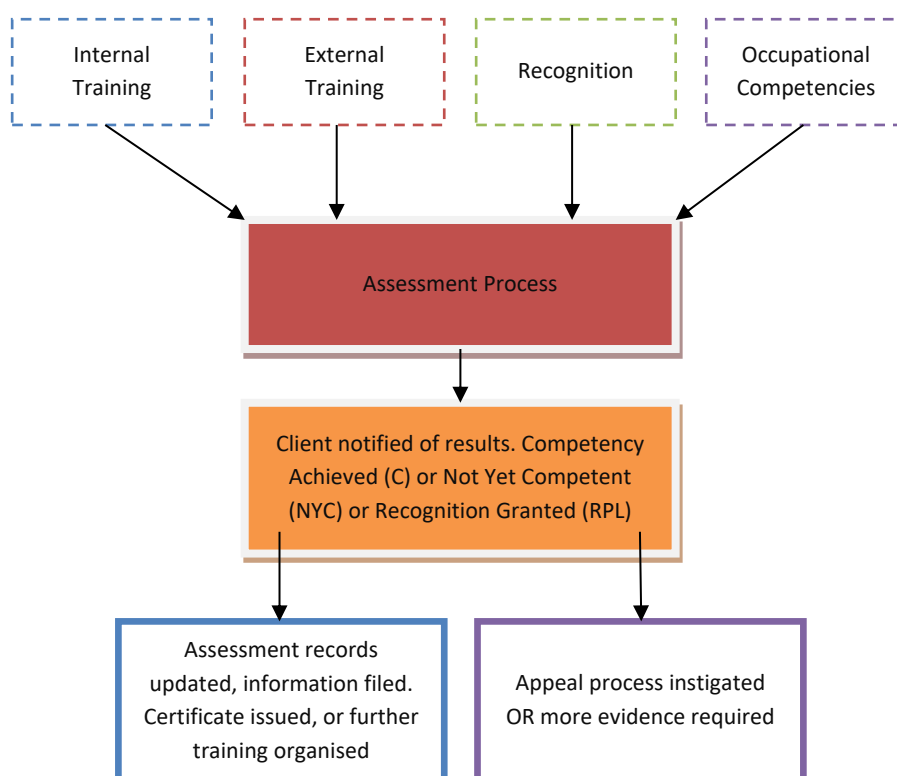 Internal
Training
External
Training
Recognition
Occupational
Competencies
Assessment Process
Client notified of results. Competency
Achieved (C) or Not Yet Competent
(NYC) or Recognition Granted (RPL)
Assessment records
updated, information filed.
Certificate issued, or further
training organised
Appeal process instigated
OR more evidence required